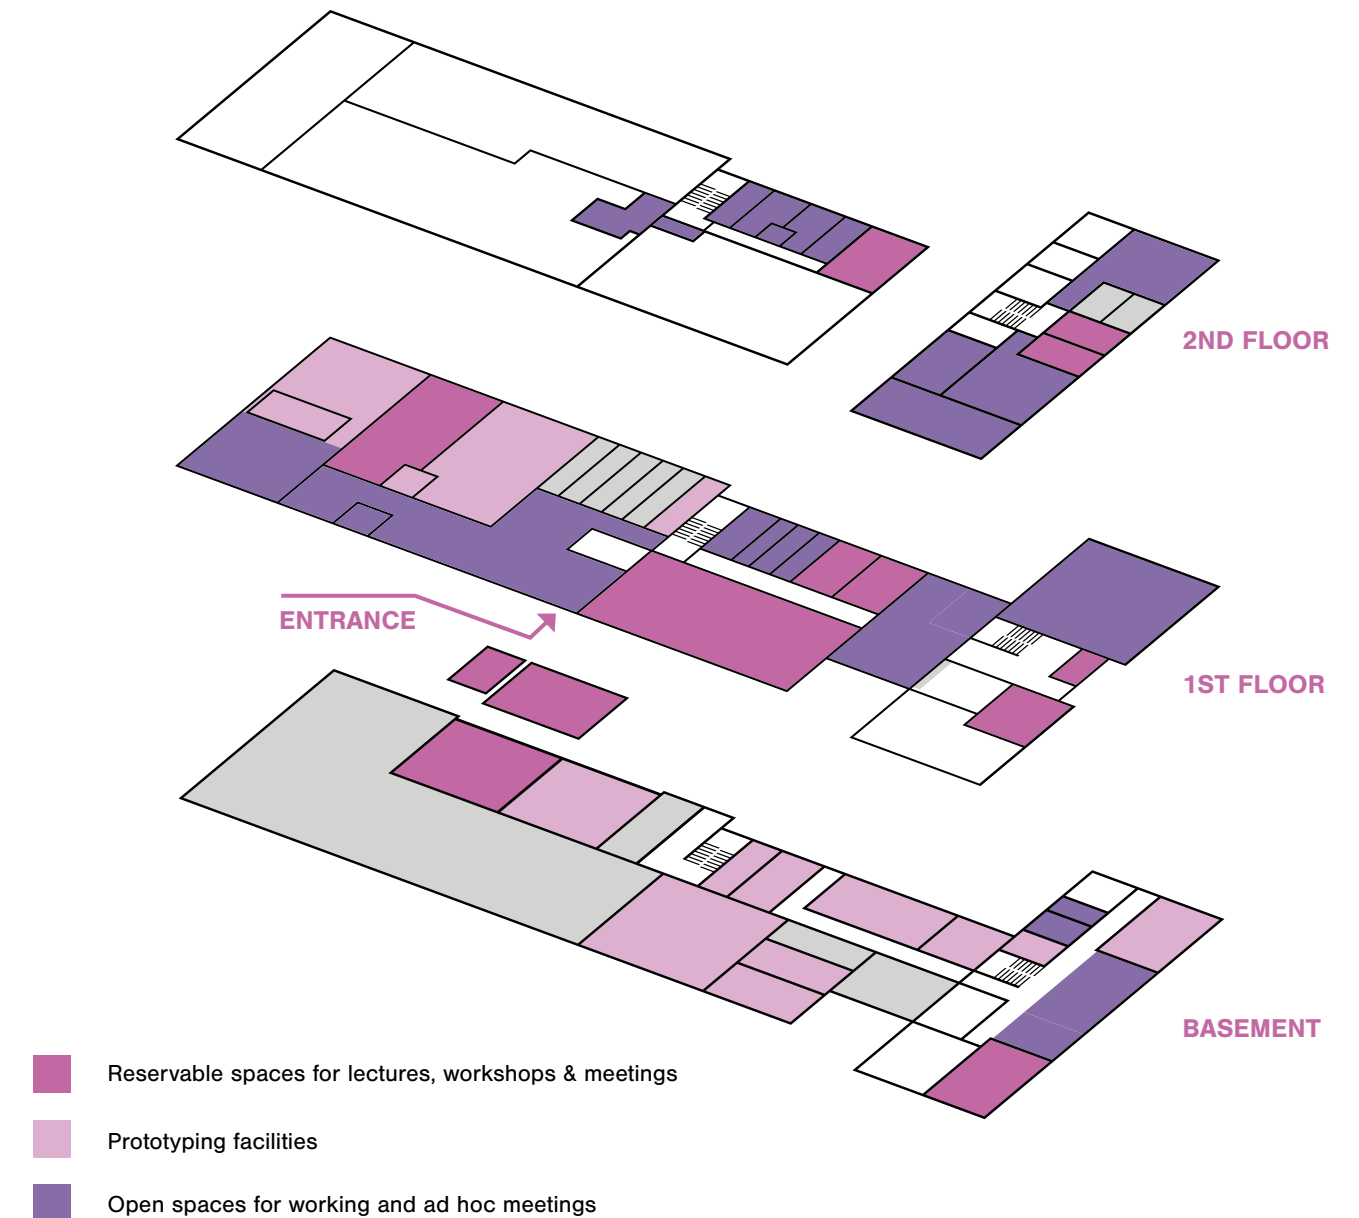 2ND FLOOR
ENTRANCE
1ST FLOOR
BASEMENT
Reservable spaces for lectures, workshops & meetings
Prototyping facilities
Open spaces for working and ad hoc meetings